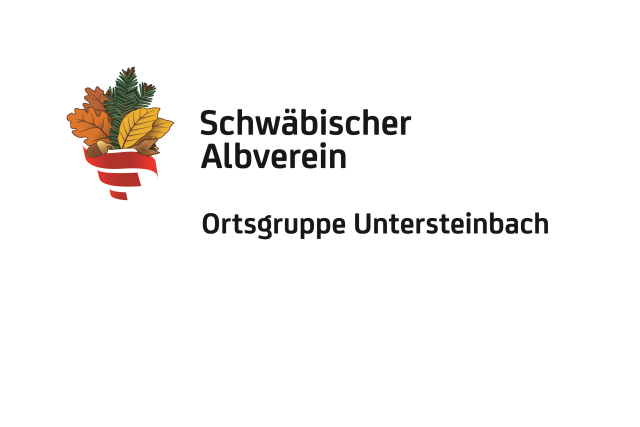 Schwäbischer
Albverein
Ortsgruppe Untersteinbach